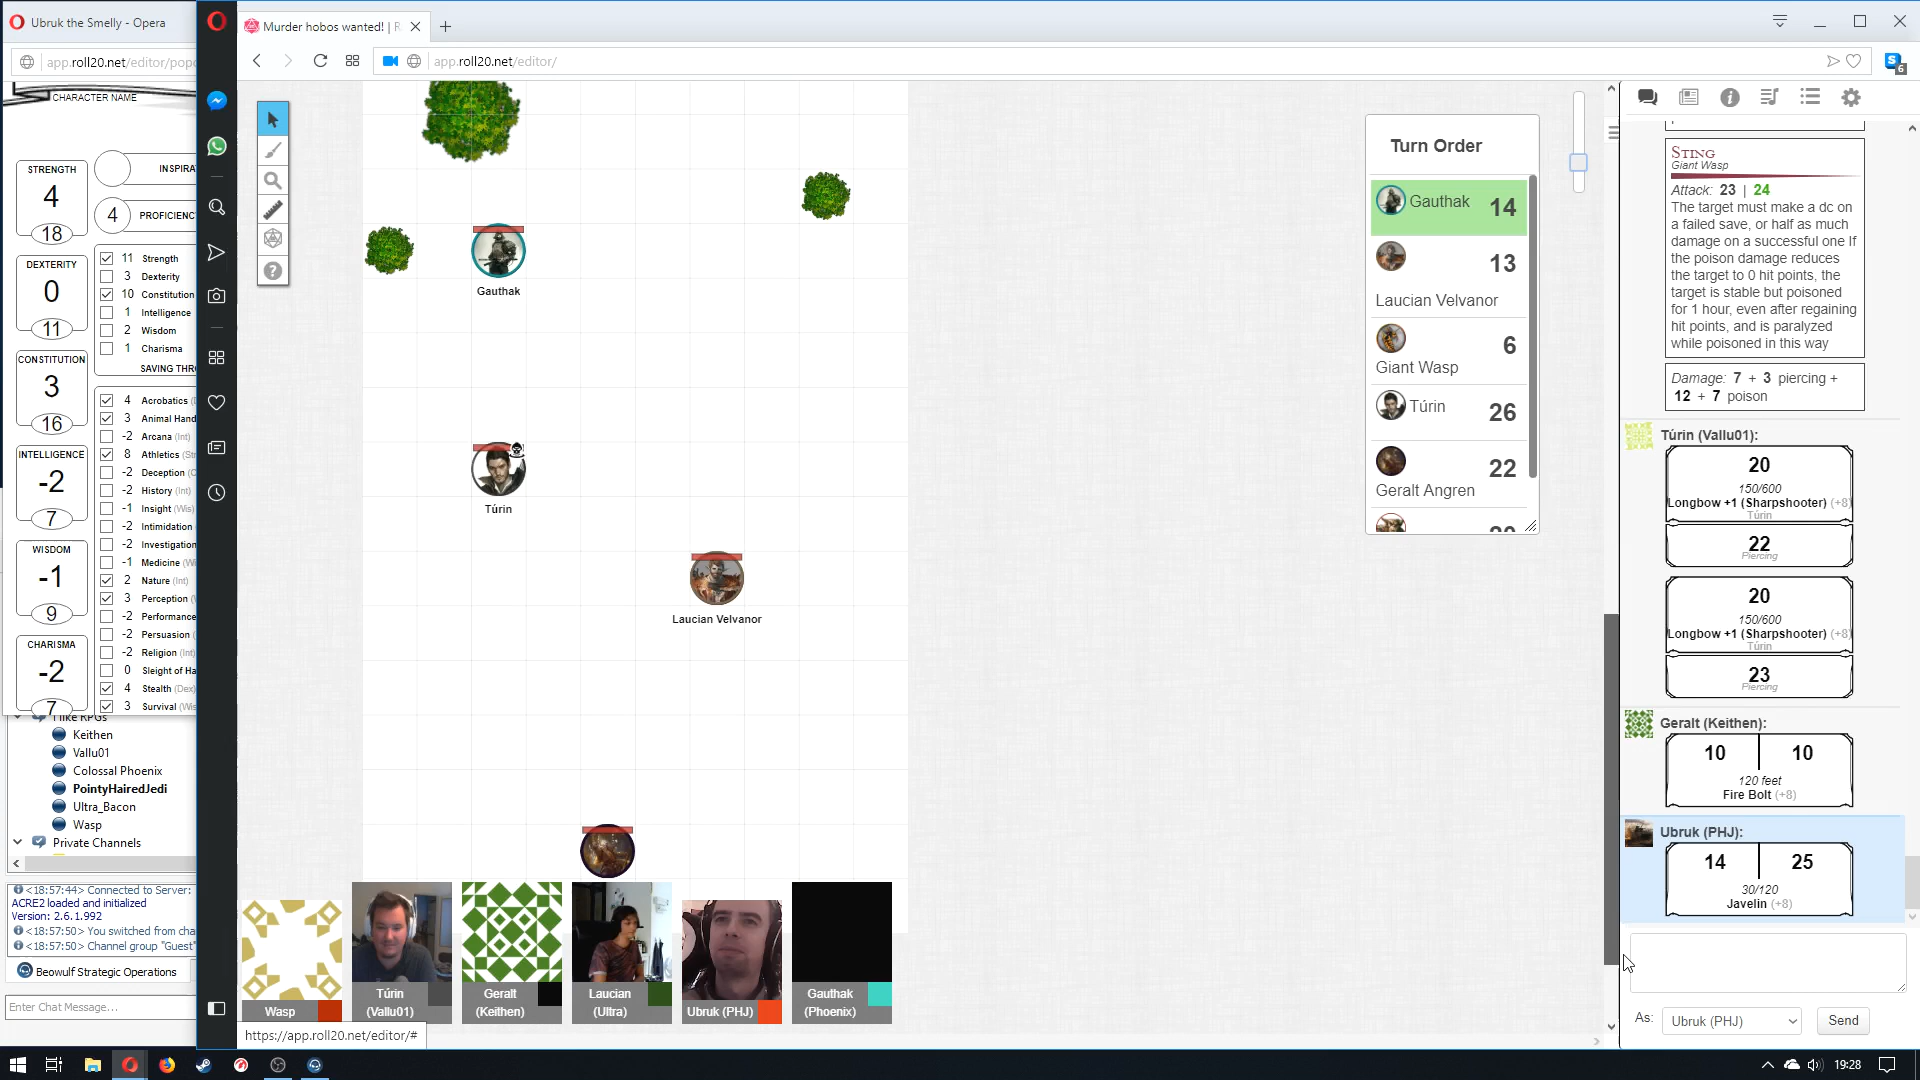 Ubruk the Smelly - Opera
app.roll20.net/editor/popo
CHARACTER NAME
STRENGTH
4
18
DEXTERITY
0
11
CONSTITUTION
3
16
INTELLIGENCE
-2
7
WISDOM
-1
9
CHARISMA
-2
7
INSPIRA
4 PROFICIENC
11 Strength
3 Dexterity
10 Constitution
1 Intelligence
2 Wisdom
1 Charisma
SAVING THR
4 Acrobatics
3 Animal Hand
-2 Arcana (Int)
8 Athletics (St
-2 Deception (C
-2 History (Int)
-1 Insight (Wis)
-2 Intimidation
-2 Investigation
-1 Medicine (Wi
2 Nature (Int)
3 Perception (
-2 Performance
-2 Persuasion
-2 Religion (Int)
0 Sleight of Ha
4 Stealth (Dex)
3 Survival (Wis
I like RPGs
Keithen
Vallu01
Colossal Phoenix
PointyHairedJedi
Ultra_Bacon
Wasp
Private Channels
<18:57:44> Connected to Server:
ACRE2 loaded and initialized
Version: 2.6.1.992
<18:57:50> You switched from cha
<18:57:50> Channel group "Guest"
Beowulf Strategic Operations
Enter Chat Message...
Murder hobos wanted! | R
app.roll20.net/editor/
6
Gauthak
Túrin
Laucian Velvanor
Turn Order
Gauthak 14
13
Laucian Velvanor
6
Giant Wasp
Túrin 26
22
Geralt Angren
Wasp
Túrin
(Vallu01)
Geralt
(Keithen)
Laucian
(Ultra)
Ubruk (PHJ)
Gauthak
(Phoenix)
https://app.roll20.net/editor/#
STING
Giant Wasp
Attack: 23 | 24
The target must make a dc on
a failed save, or half as much
damage on a successful one If
the poison damage reduces
the target to 0 hit points, the
target is stable but poisoned
for 1 hour, even after regaining
hit points, and is paralyzed
while poisoned in this way
Damage: 7 + 3 piercing +
12 + 7 poison
Túrin (Vallu01):
20
150/600
Longbow +1 (Sharpshooter) (+8)
Túrin
22
Piercing
20
150/600
Longbow +1 (Sharpshooter) (+8)
Túrin
23
Piercing
Geralt (Keithen):
10 10
120 feet
Fire Bolt (+8)
Ubruk (PHJ):
14 25
30/120
Javelin (+8)
As: Ubruk (PHJ) Send
19:28